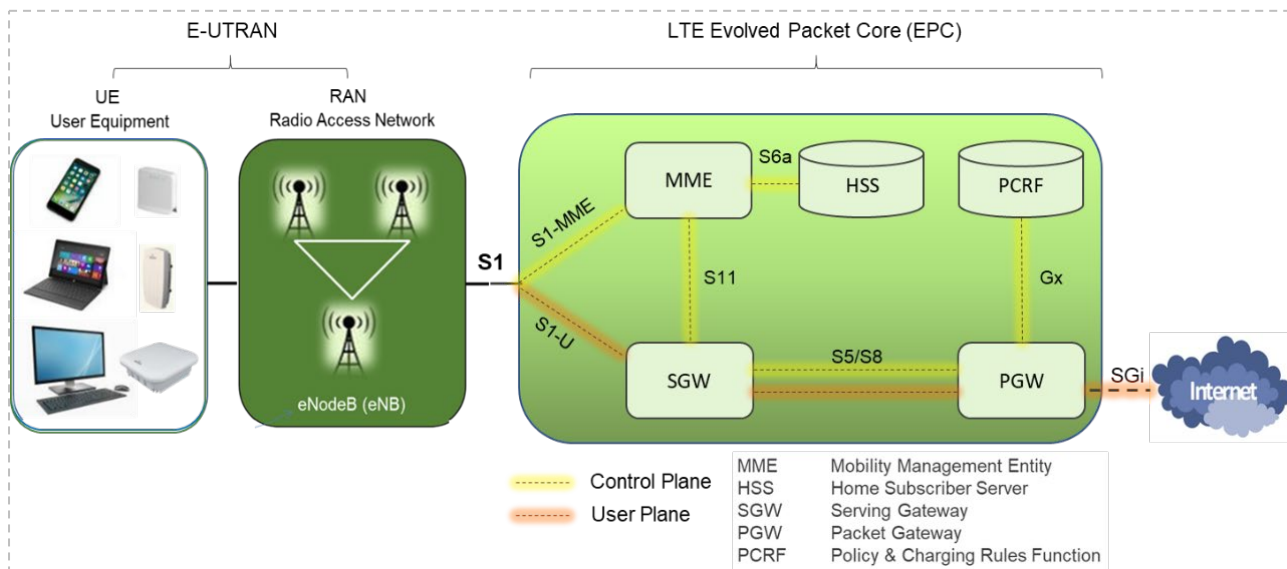 E-UTRAN
LTE Evolved Packet Core (EPC)
UE
User Equipment
RAN
Radio Access Network
MME
S6a
HSS
PCRF
S1-MME
S1
S11
Gx
S1-U
SGW
S5/S8
PGW
SGi
Internet
eNodeB (eNB)
Control Plane
User Plane
MME Mobility Management Entity
HSS Home Subscriber Server
SGW Serving Gateway
PGW Packet Gateway
PCRF Policy & Charging Rules Function